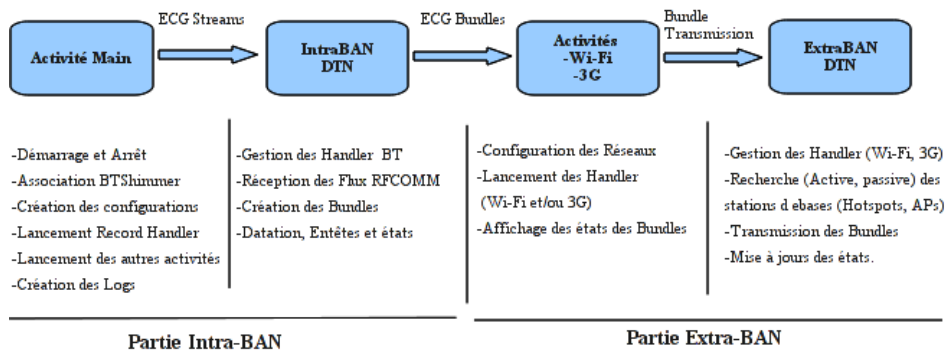 ECG Streams
ECG Bundles
Bundle
Transmission
Activité Main
IntraBAN
DTN
Activités
-Wi-Fi
-3G
ExtraBAN
DTN
-Démarrage et Arrêt
-Association BTShimmer
-Création des configurations
-Lancement Record Handler
-Lancement des autres activités
-Création des Logs
-Gestion des Handler BT
-Réception des Flux RFCOMM
-Création des Bundles
-Datation, Entêtes et états
-Configuration des Réseaux
-Lancement des Handler
(Wi-Fi et/ou 3G)
-Affichage des états des Bundles
-Gestion des Handler (Wi-Fi, 3G)
-Recherche (Active, passive) des
stations d ebases (Hotspots, APs)
-Transmission des Bundles
-Mise à jours des états.
Partie Intra-BAN
Partie Extra-BAN